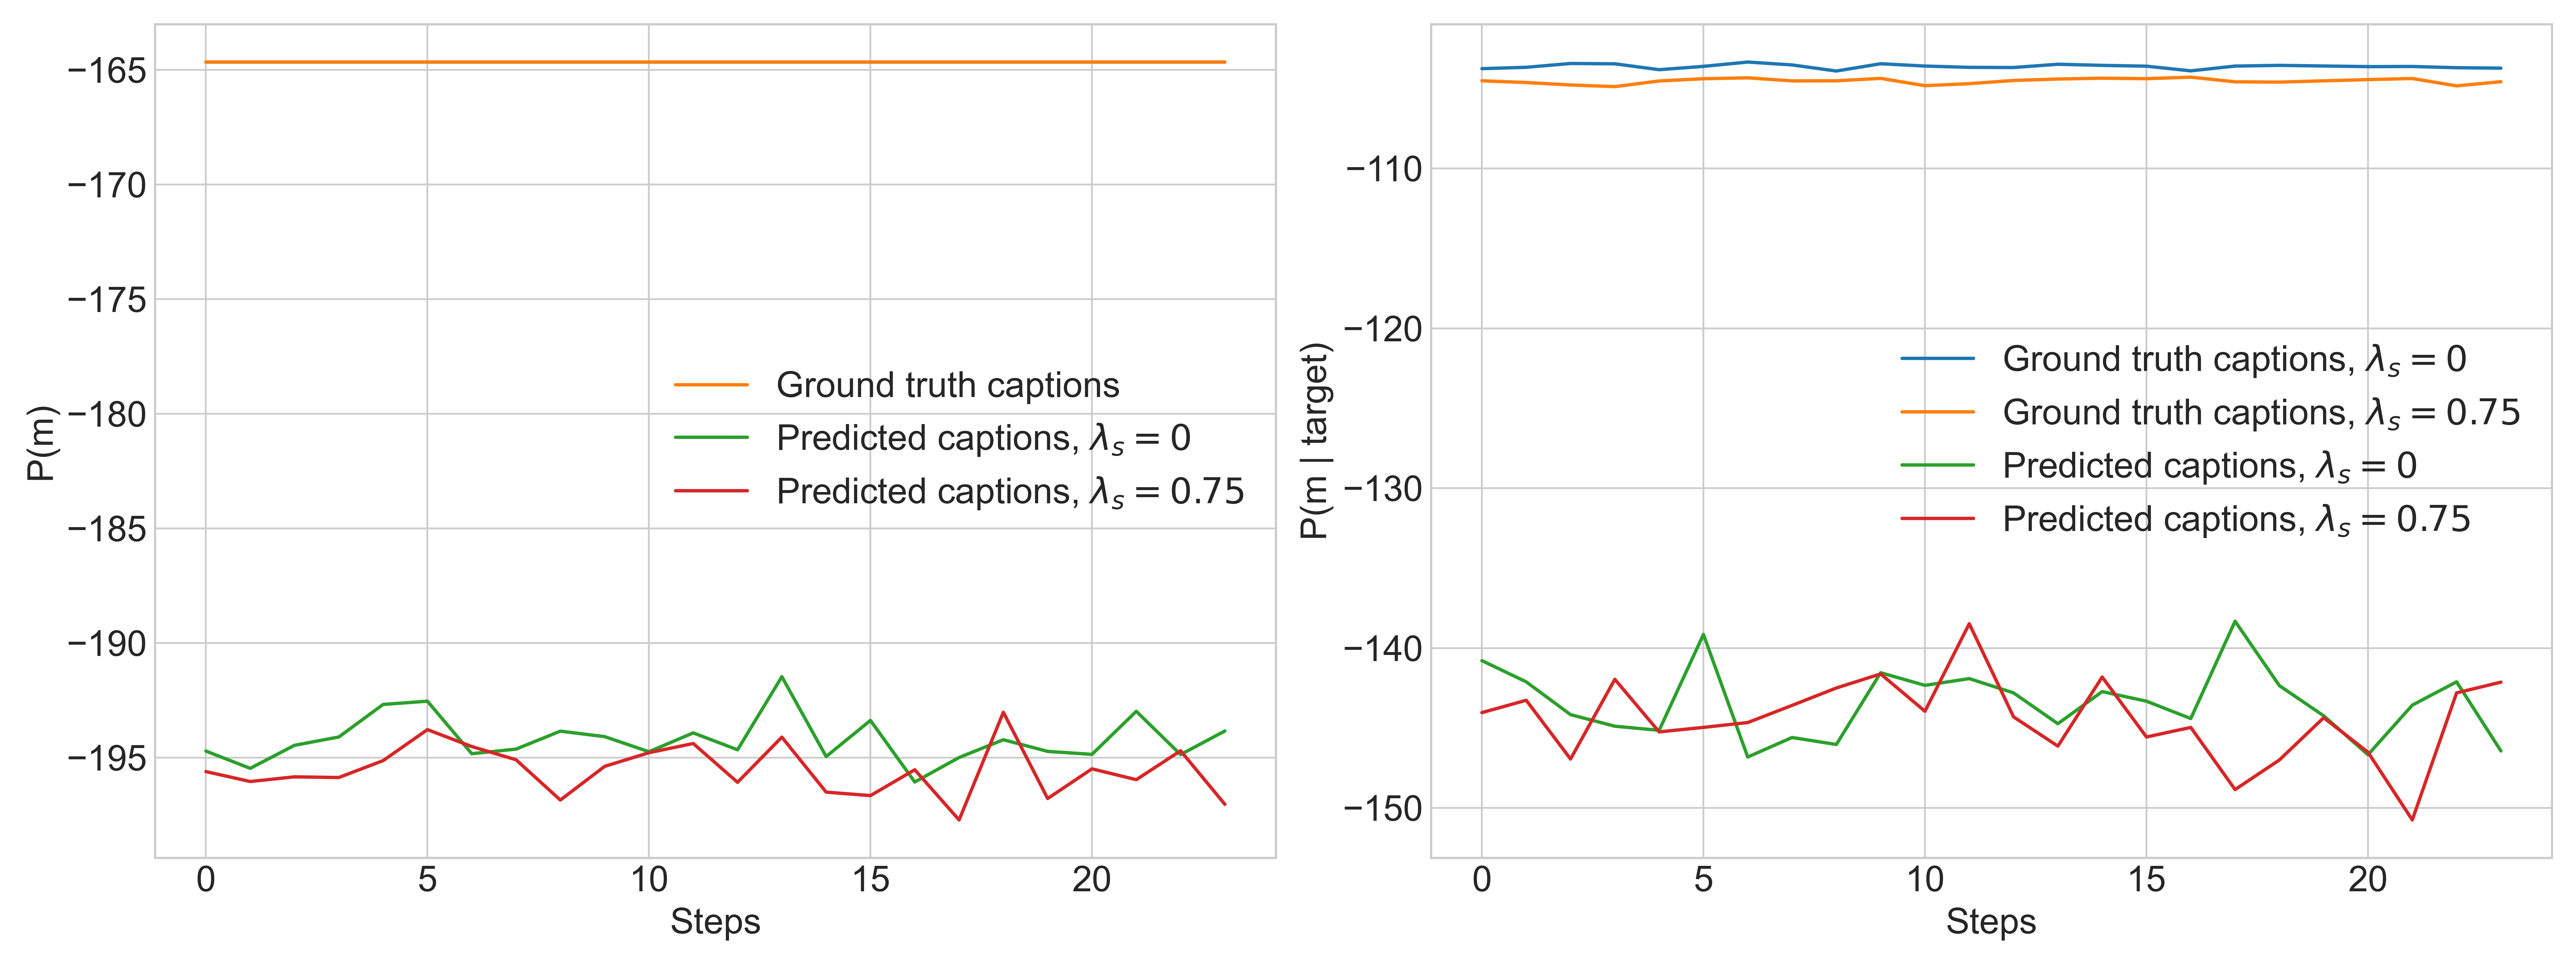 P(m)
−165
−170
−175
−180
−185
−190
−195
0 5 10 15 20
Steps
Ground truth captions
Predicted captions, λs = 0
Predicted captions, λs = 0.75
P(m | target)
−110
−120
−130
−140
−150
0 5 10 15 20
Steps
Ground truth captions, λs = 0
Ground truth captions, λs = 0.75
Predicted captions, λs = 0
Predicted captions, λs = 0.75